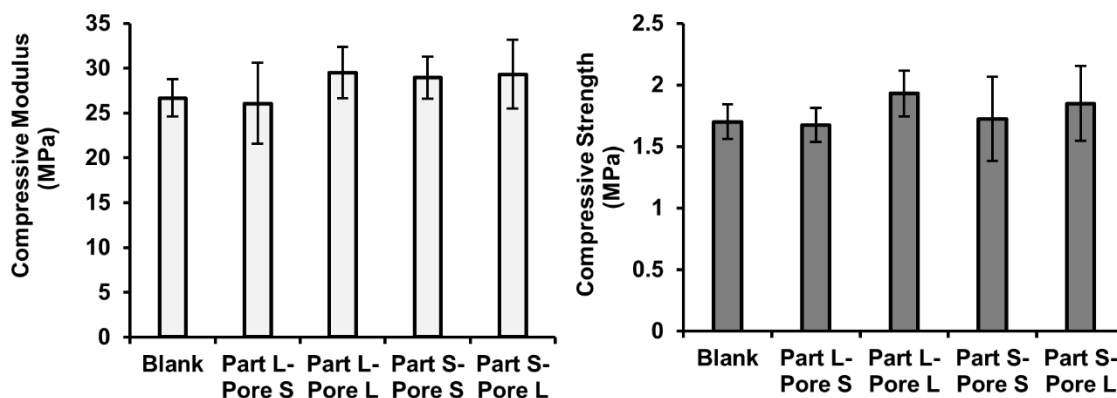 Compressive Modulus
(MPa)
35
30
25
20
15
10
5
0
Blank
Part L-
Pore S
Part L-
Pore L
Part S-
Pore S
Part S-
Pore L
Compressive Strength
(MPa)
2.5
2
1.5
1
0.5
0
Blank
Part L-
Pore S
Part L-
Pore L
Part S-
Pore S
Part S-
Pore L